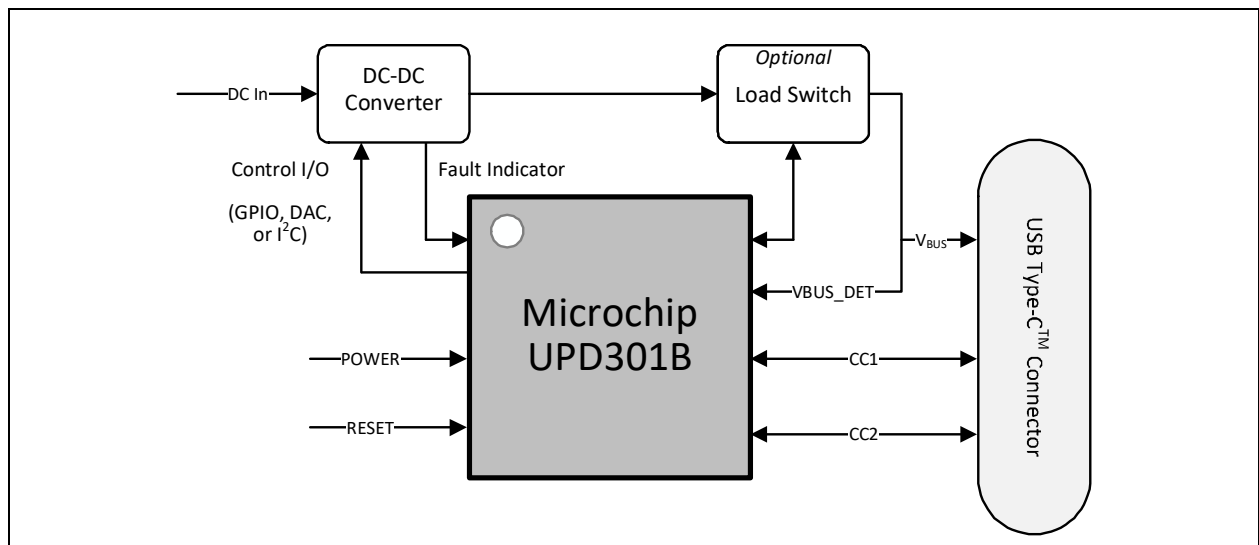 DC In
DC-DC
Converter
Optional
Load Switch
Control I/O
(GPIO, DAC,
or I²C)
Fault Indicator
Microchip
UPD301B
POWER
RESET
V_BUS
VBUS_DET
CC1
CC2
USB Type-C™ Connector